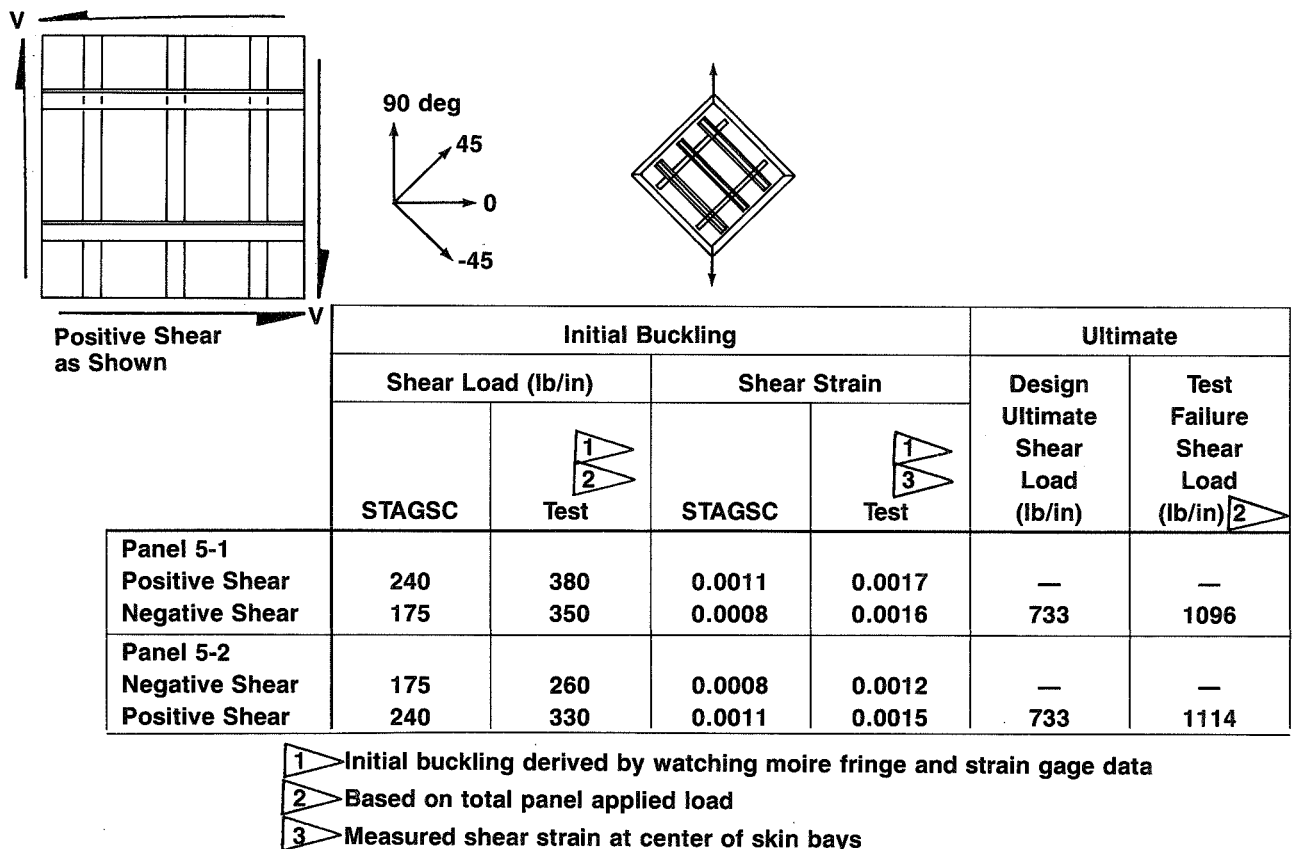 V
90 deg
45
0
-45
V
Positive Shear
as Shown
Initial Buckling
Ultimate
Shear Load (lb/in)
Shear Strain
Design
Ultimate
Shear
Load
(lb/in)
Test
Failure
Shear
Load
(lb/in) 2
STAGSC
1
2
Test
STAGSC
1
3
Test
Panel 5-1
Positive Shear 240 380 0.0011 0.0017 — —
Negative Shear 175 350 0.0008 0.0016 733 1096
Panel 5-2
Negative Shear 175 260 0.0008 0.0012 — —
Positive Shear 240 330 0.0011 0.0015 733 1114
1 Initial buckling derived by watching moire fringe and strain gage data
2 Based on total panel applied load
3 Measured shear strain at center of skin bays